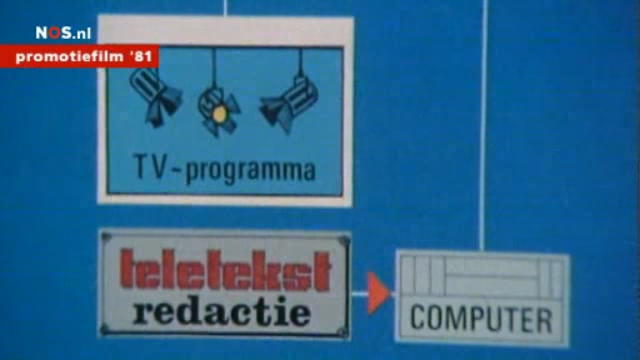 NOS.nl
promotiefilm '81
TV-programma
teletekst
redactie
COMPUTER